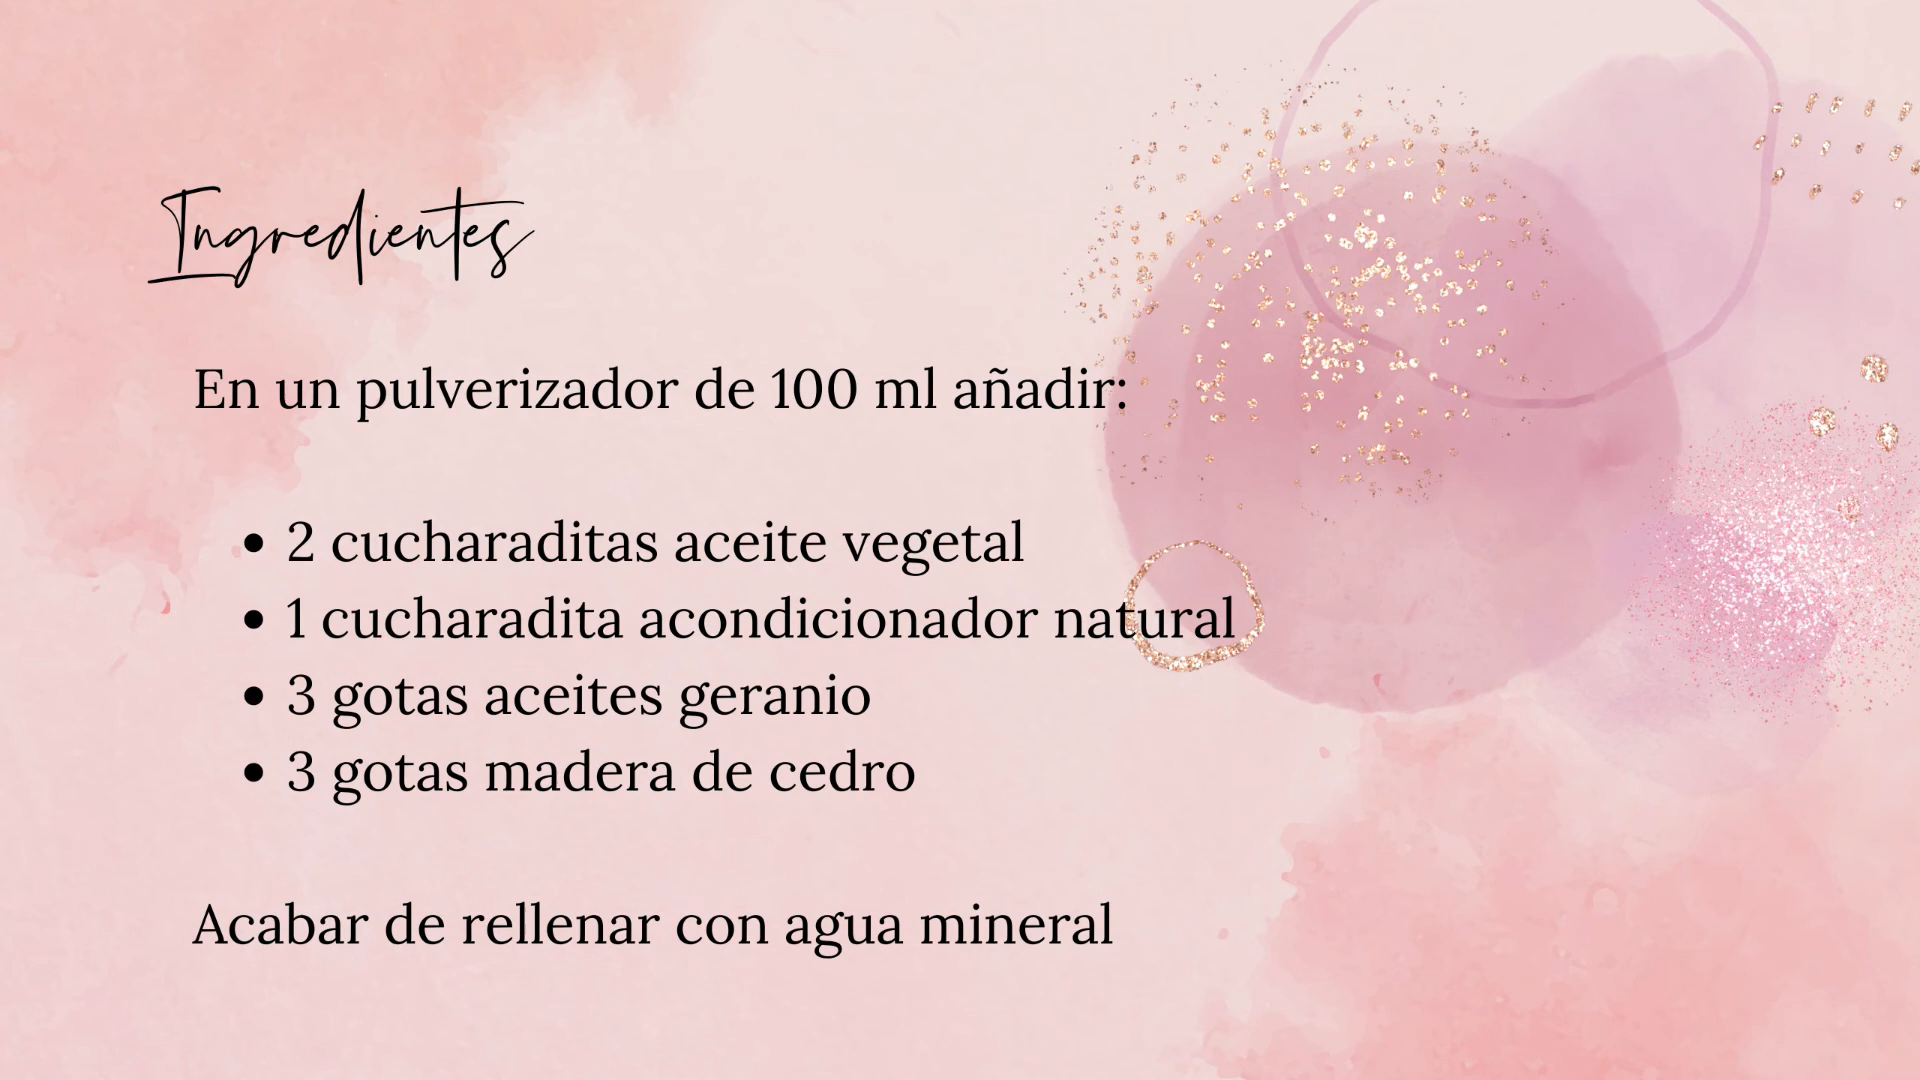 Ingredientes
En un pulverizador de 100 ml añadir:
• 2 cucharaditas aceite vegetal
• 1 cucharadita acondicionador natural
• 3 gotas aceites geranio
• 3 gotas madera de cedro
Acabar de rellenar con agua mineral